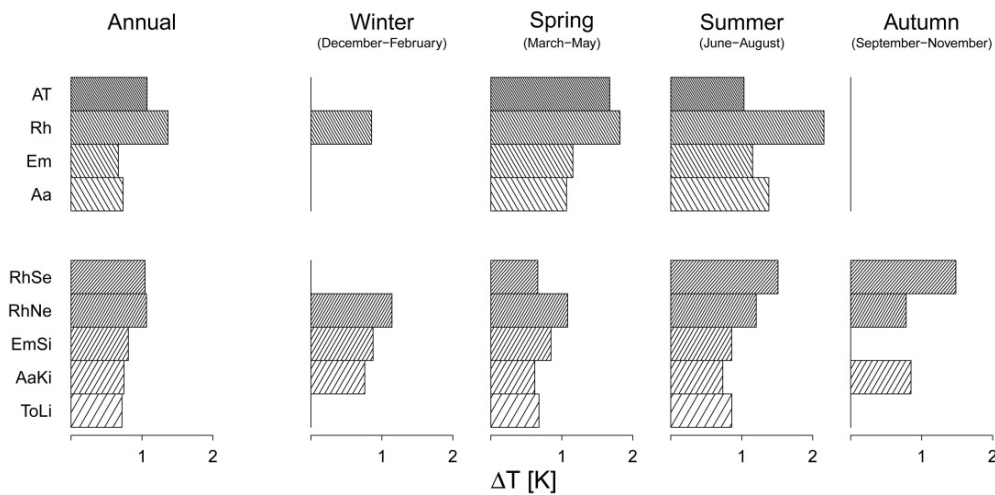 Annual Winter Spring Summer Autumn
(December−February) (March−May) (June−August) (September−November)
AT
Rh
Em
Aa
RhSe
RhNe
EmSi
AaKi
ToLi
1 2 1 2 1 2 1 2 1 2
ΔT [K]